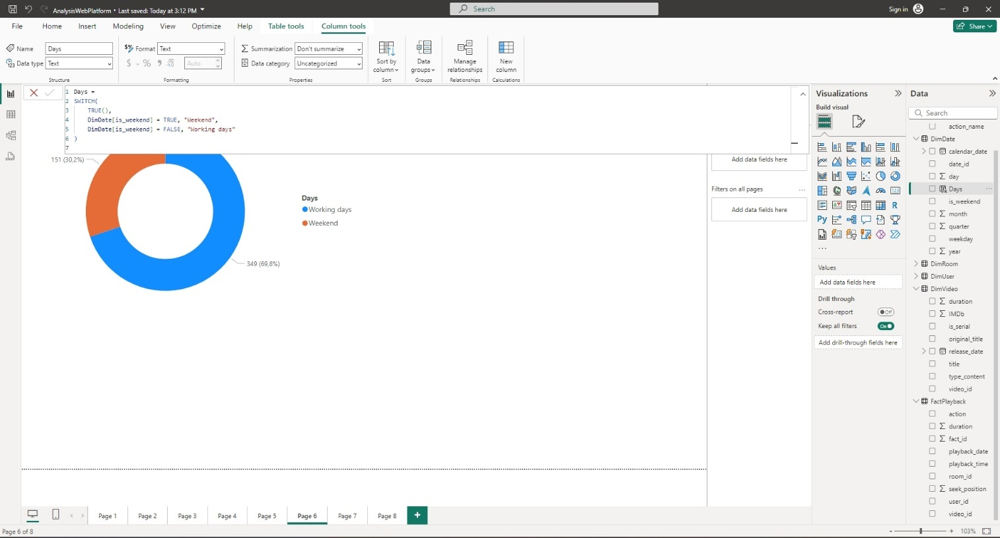 AnalysisWebPlatform • Last saved: Today at 3:12 PM
Search
Sign in
File Home Insert Modeling View Optimize Help Table tools Column tools
Share
Name Days
Data type Text
Structure
Format Text
$ % Auto
Formatting
Summarization Don't summarize
Data category Uncategorized
Properties
Sort by column
Sort
Data groups
Groups
Manage relationships
Relationships
New column
Calculations
1 Days =
2 SWITCH(
3 TRUE(),
4 DimDate[is_weekend] = TRUE, "Weekend",
5 DimDate[is_weekend] = FALSE, "Working days"
6 )
7
151 (30,2%)
349 (69,8%)
Days
Working days
Weekend
Add data fields here
Filters on all pages ...
Add data fields here
Visualizations
Build visual
R
Py
...
Values
Add data fields here
Drill through
Cross-report Off
Keep all filters On
Add drill-through fields here
Data
Search
action_name
DimDate
calendar_date
date_id
day
Days
is_weekend
month
quarter
weekday
year
DimRoom
DimUser
DimVideo
duration
IMDb
is_serial
original_title
release_date
title
type_content
video_id
FactPlayback
action
duration
fact_id
playback_date
playback_time
room_id
seek_position
user_id
video_id
Page 1 Page 2 Page 3 Page 4 Page 5 Page 6 Page 7 Page 8 +
Page 6 of 8
- + 103%